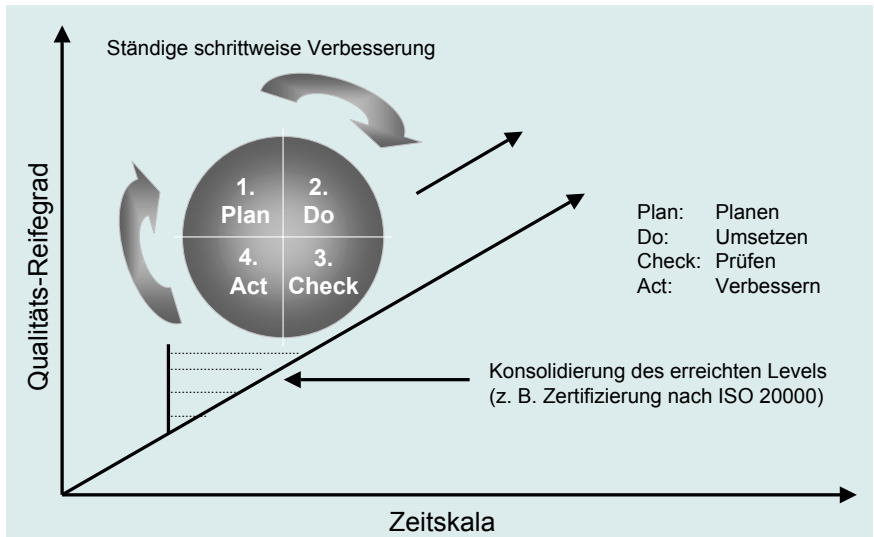 Ständige schrittweise Verbesserung
1.
Plan
2.
Do
4.
Act
3.
Check
Plan: Planen
Do: Umsetzen
Check: Prüfen
Act: Verbessern
Konsolidierung des erreichten Levels
(z. B. Zertifizierung nach ISO 20000)
Qualitäts-Reifegrad
Zeitskala